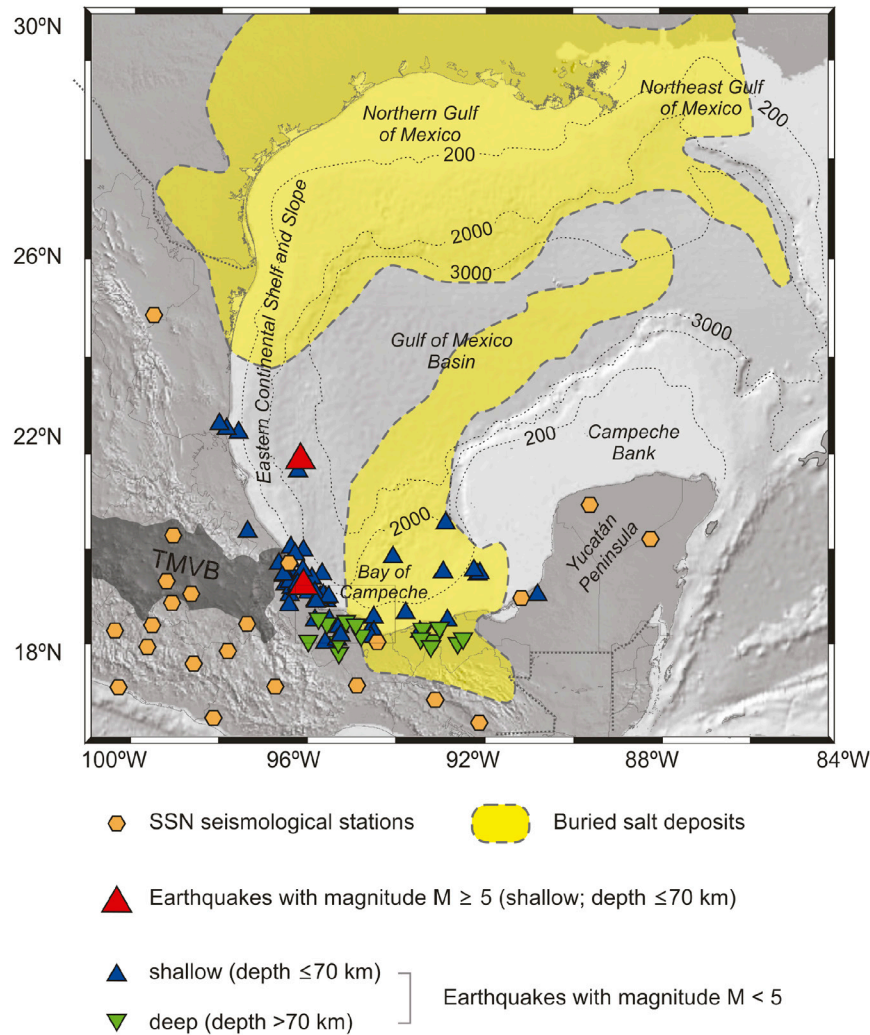 30ºN
Northern Gulf
of Mexico
Northeast Gulf
of Mexico
200
200
2000
3000
26ºN
Eastern Continental Shelf and Slope
Gulf of Mexico
Basin
3000
22ºN
200
Campeche
Bank
2000
TMVB
Bay of
Campeche
Yucatán
Peninsula
18ºN
100ºW
96ºW
92ºW
88ºW
84ºW
SSN seismological stations
Buried salt deposits
Earthquakes with magnitude M ≥ 5 (shallow; depth ≤70 km)
shallow (depth ≤70 km)
Earthquakes with magnitude M < 5
deep (depth >70 km)